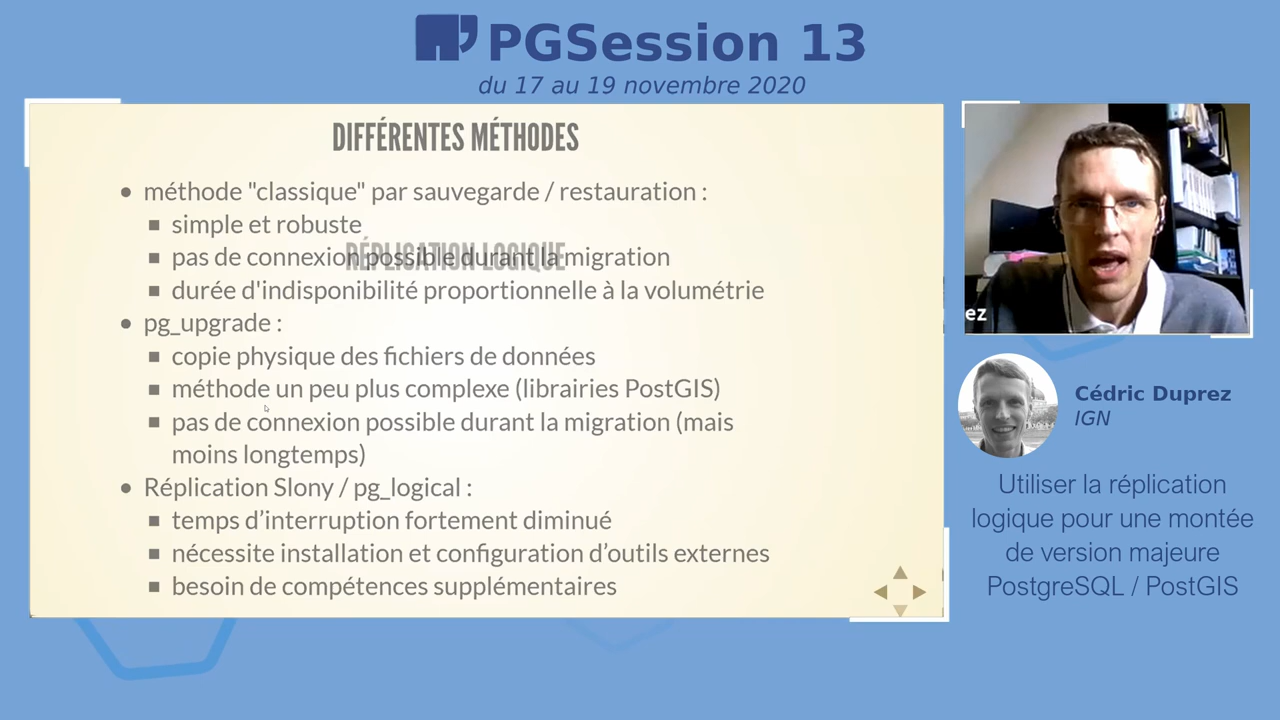 PGSession 13
du 17 au 19 novembre 2020
DIFFÉRENTES MÉTHODES
• méthode "classique" par sauvegarde / restauration :
▪ simple et robuste
▪ pas de connexion possible durant la migration
RÉPLICATION LOGIQUE
▪ durée d'indisponibilité proportionnelle à la volumétrie
• pg_upgrade :
▪ copie physique des fichiers de données
▪ méthode un peu plus complexe (librairies PostGIS)
▪ pas de connexion possible durant la migration (mais
moins longtemps)
• Réplication Slony / pg_logical :
▪ temps d’interruption fortement diminué
▪ nécessite installation et configuration d’outils externes
▪ besoin de compétences supplémentaires
ez
Cédric Duprez
IGN
Utiliser la réplication
logique pour une montée
de version majeure
PostgreSQL / PostGIS